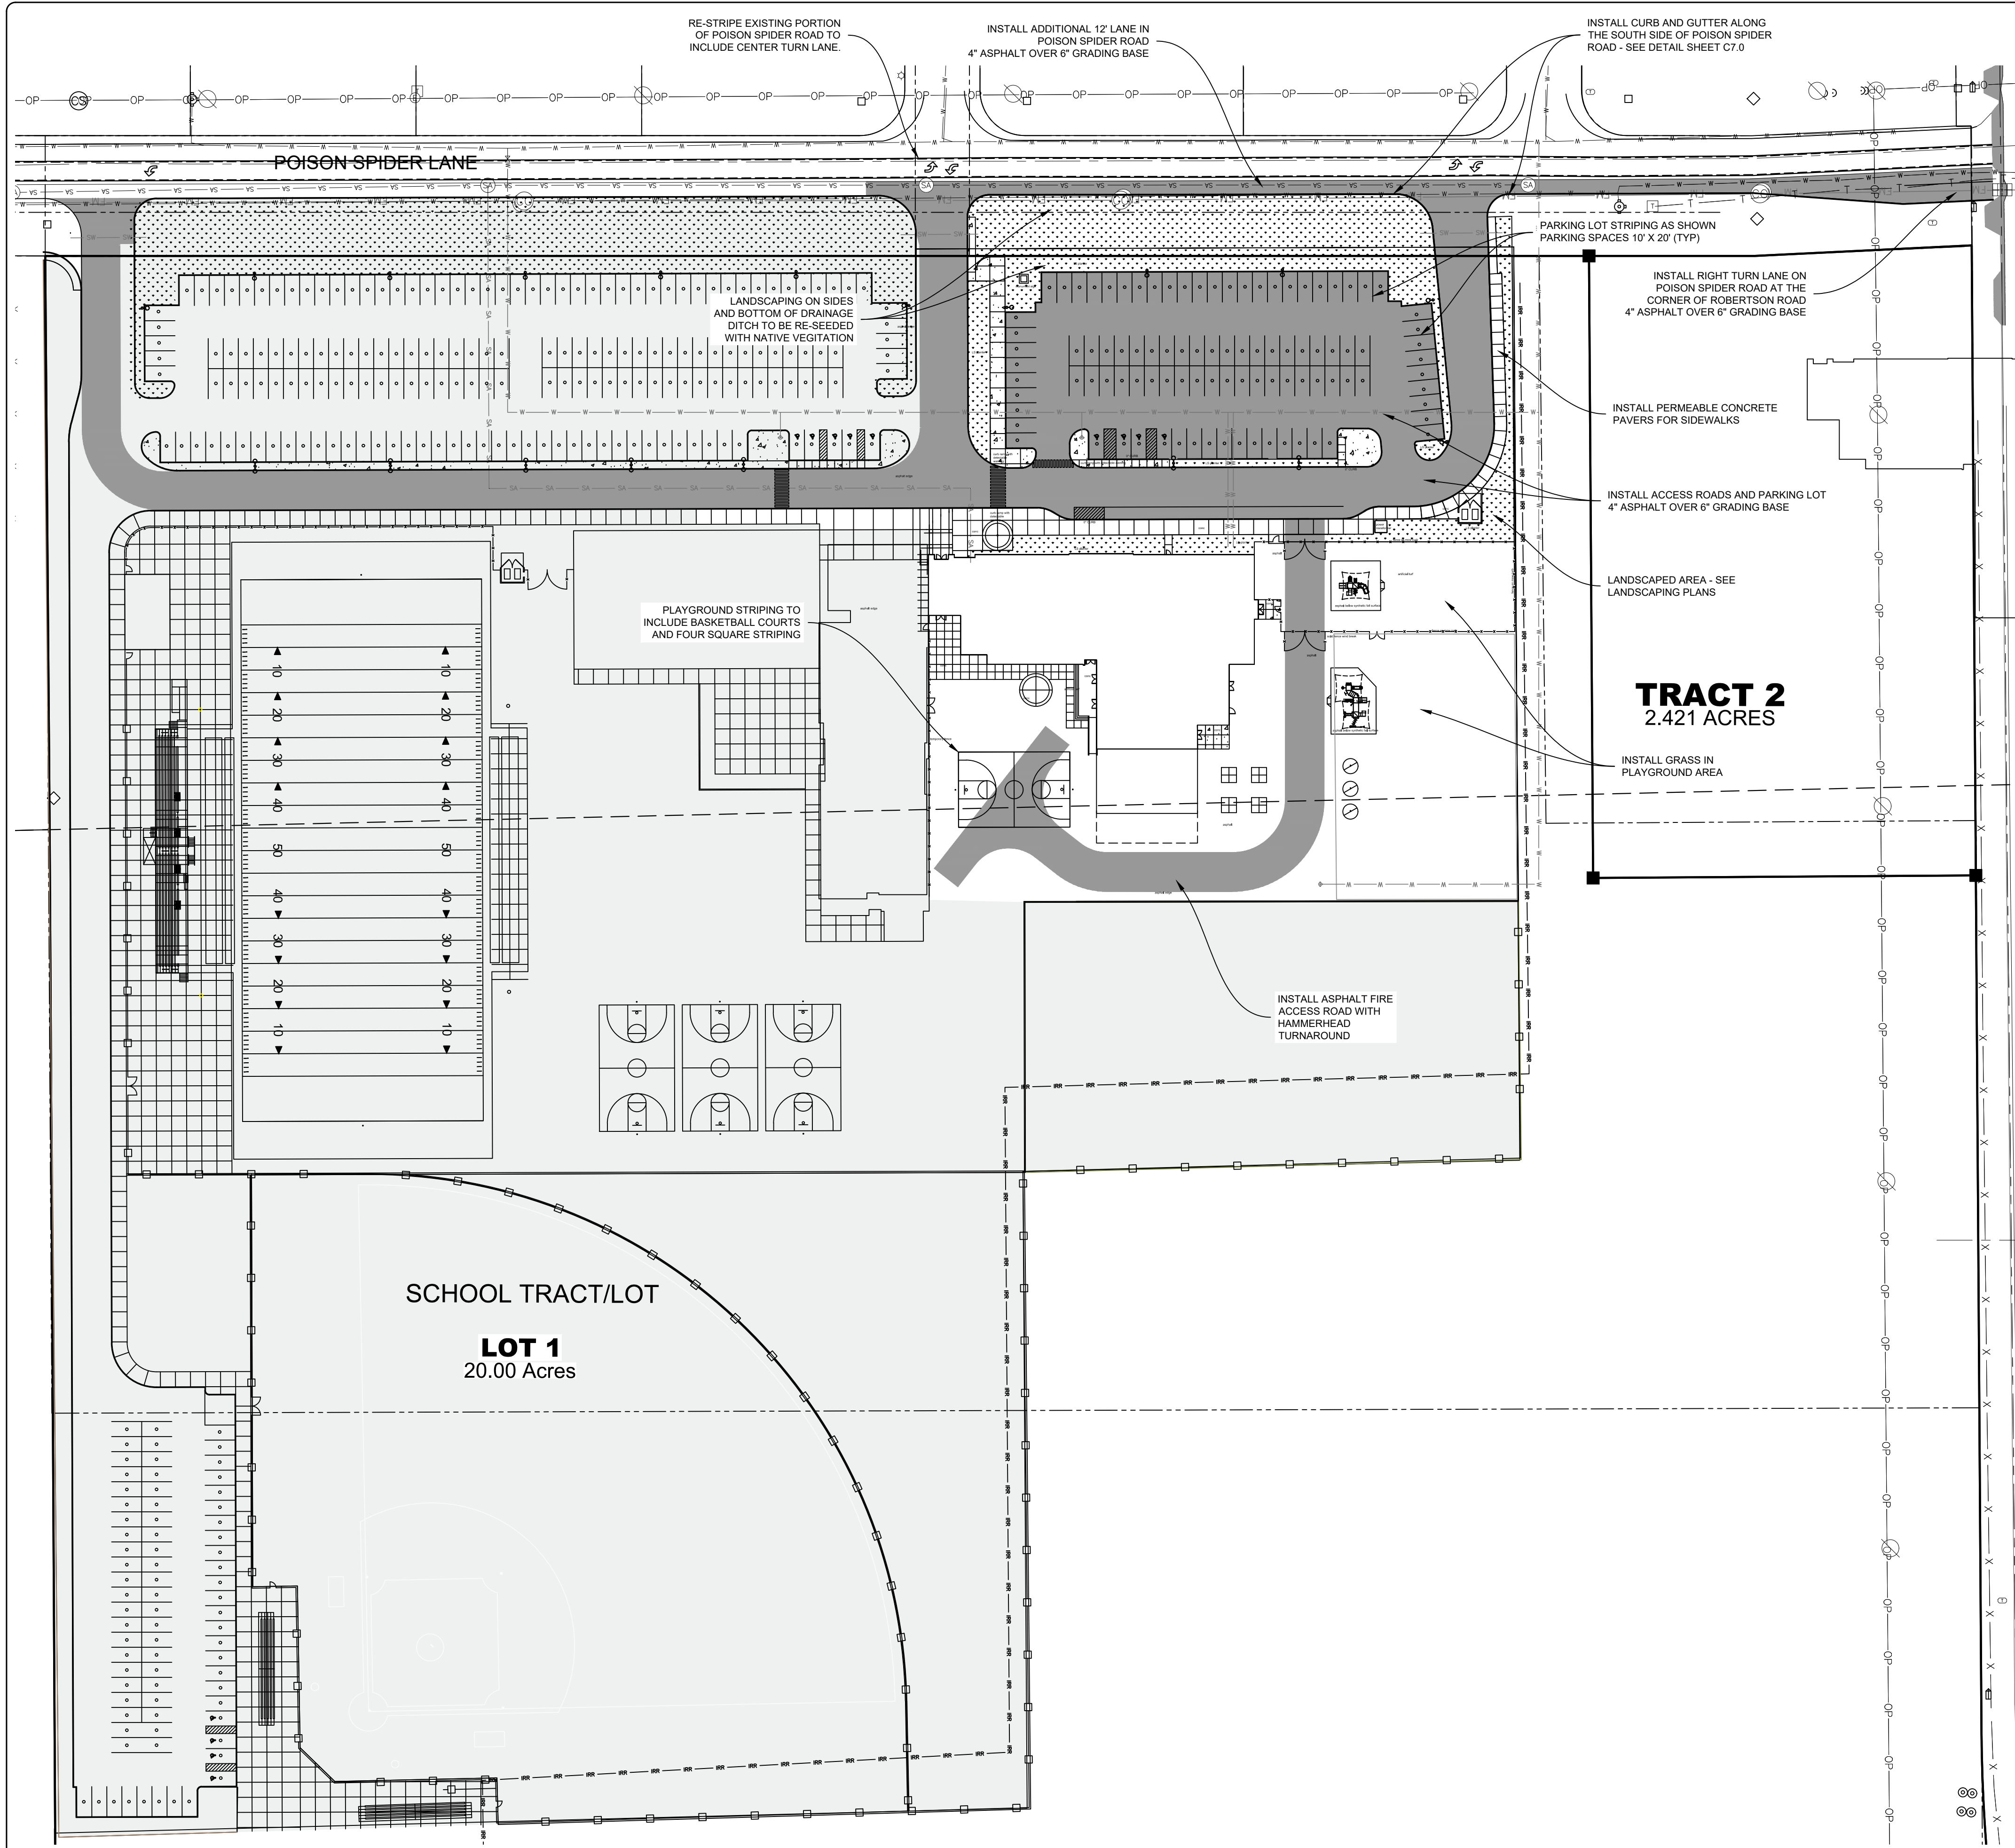 RE-STRIPE EXISTING PORTION
OF POISON SPIDER ROAD TO
INCLUDE CENTER TURN LANE.
INSTALL ADDITIONAL 12' LANE IN
POISON SPIDER ROAD
4" ASPHALT OVER 6" GRADING BASE
INSTALL CURB AND GUTTER ALONG
THE SOUTH SIDE OF POISON SPIDER
ROAD - SEE DETAIL SHEET C7.0
POISON SPIDER LANE
PARKING LOT STRIPING AS SHOWN
PARKING SPACES 10' X 20' (TYP)
INSTALL RIGHT TURN LANE ON
POISON SPIDER ROAD AT THE
CORNER OF ROBERTSON ROAD
4" ASPHALT OVER 6" GRADING BASE
LANDSCAPING ON SIDES
AND BOTTOM OF DRAINAGE
DITCH TO BE RE-SEEDED
WITH NATIVE VEGITATION
INSTALL PERMEABLE CONCRETE
PAVERS FOR SIDEWALKS
INSTALL ACCESS ROADS AND PARKING LOT
4" ASPHALT OVER 6" GRADING BASE
LANDSCAPED AREA - SEE
LANDSCAPING PLANS
PLAYGROUND STRIPING TO
INCLUDE BASKETBALL COURTS
AND FOUR SQUARE STRIPING
TRACT 2
2.421 ACRES
INSTALL GRASS IN
PLAYGROUND AREA
10 10
20 20
30 30
40 40
50 50
40 40
30 30
20 20
10 10
INSTALL ASPHALT FIRE
ACCESS ROAD WITH
HAMMERHEAD
TURNAROUND
SCHOOL TRACT/LOT
LOT 1
20.00 Acres